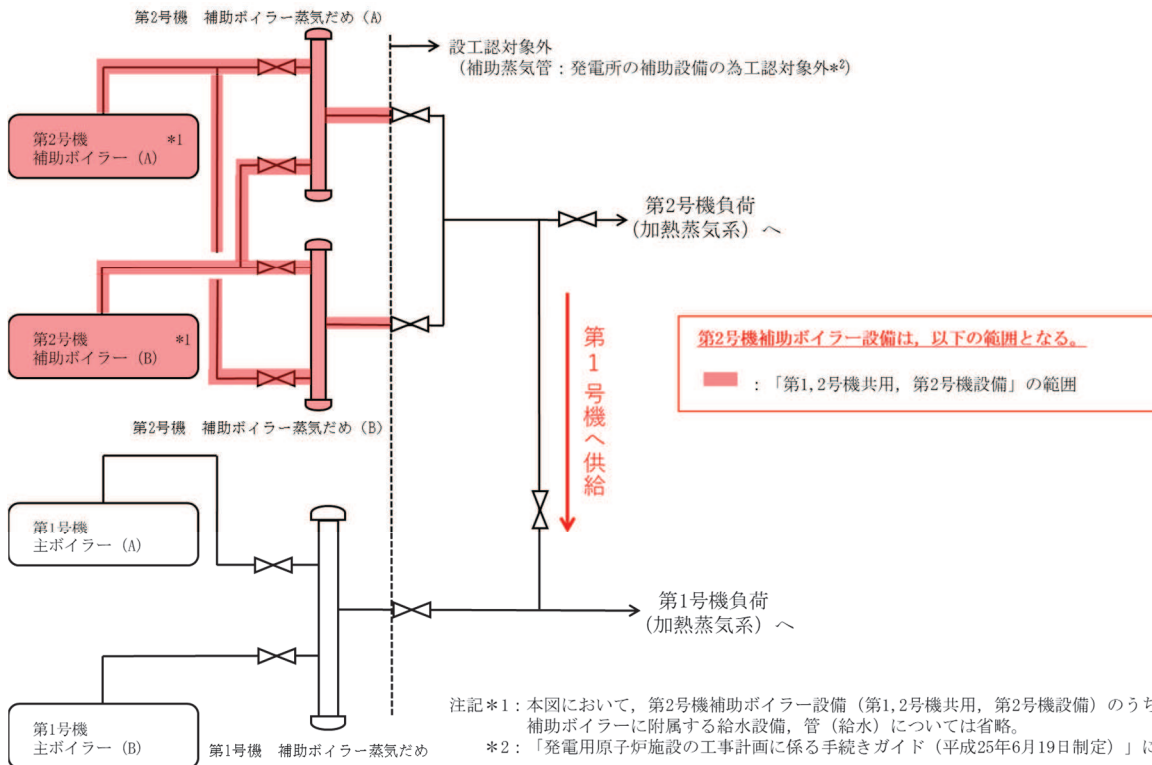 第2号機　補助ボイラー蒸気だめ（A）
設工認対象外
（補助蒸気管：発電所の補助設備の為工認対象外*²）
第2号機　*1
補助ボイラー（A）
第2号機負荷
（加熱蒸気系）へ
第2号機　*1
補助ボイラー（B）
第1号機へ供給
第2号機補助ボイラー設備は，以下の範囲となる。
：「第1,2号機共用，第2号機設備」の範囲
第2号機　補助ボイラー蒸気だめ（B）
第1号機
主ボイラー（A）
第1号機負荷
（加熱蒸気系）へ
第1号機
主ボイラー（B）
第1号機　補助ボイラー蒸気だめ
注記*1：本図において，第2号機補助ボイラー設備（第1,2号機共用，第2号機設備）のうち
補助ボイラーに附属する給水設備，管（給水）については省略。
*2：「発電用原子炉施設の工事計画に係る手続きガイド（平成25年6月19日制定）」に